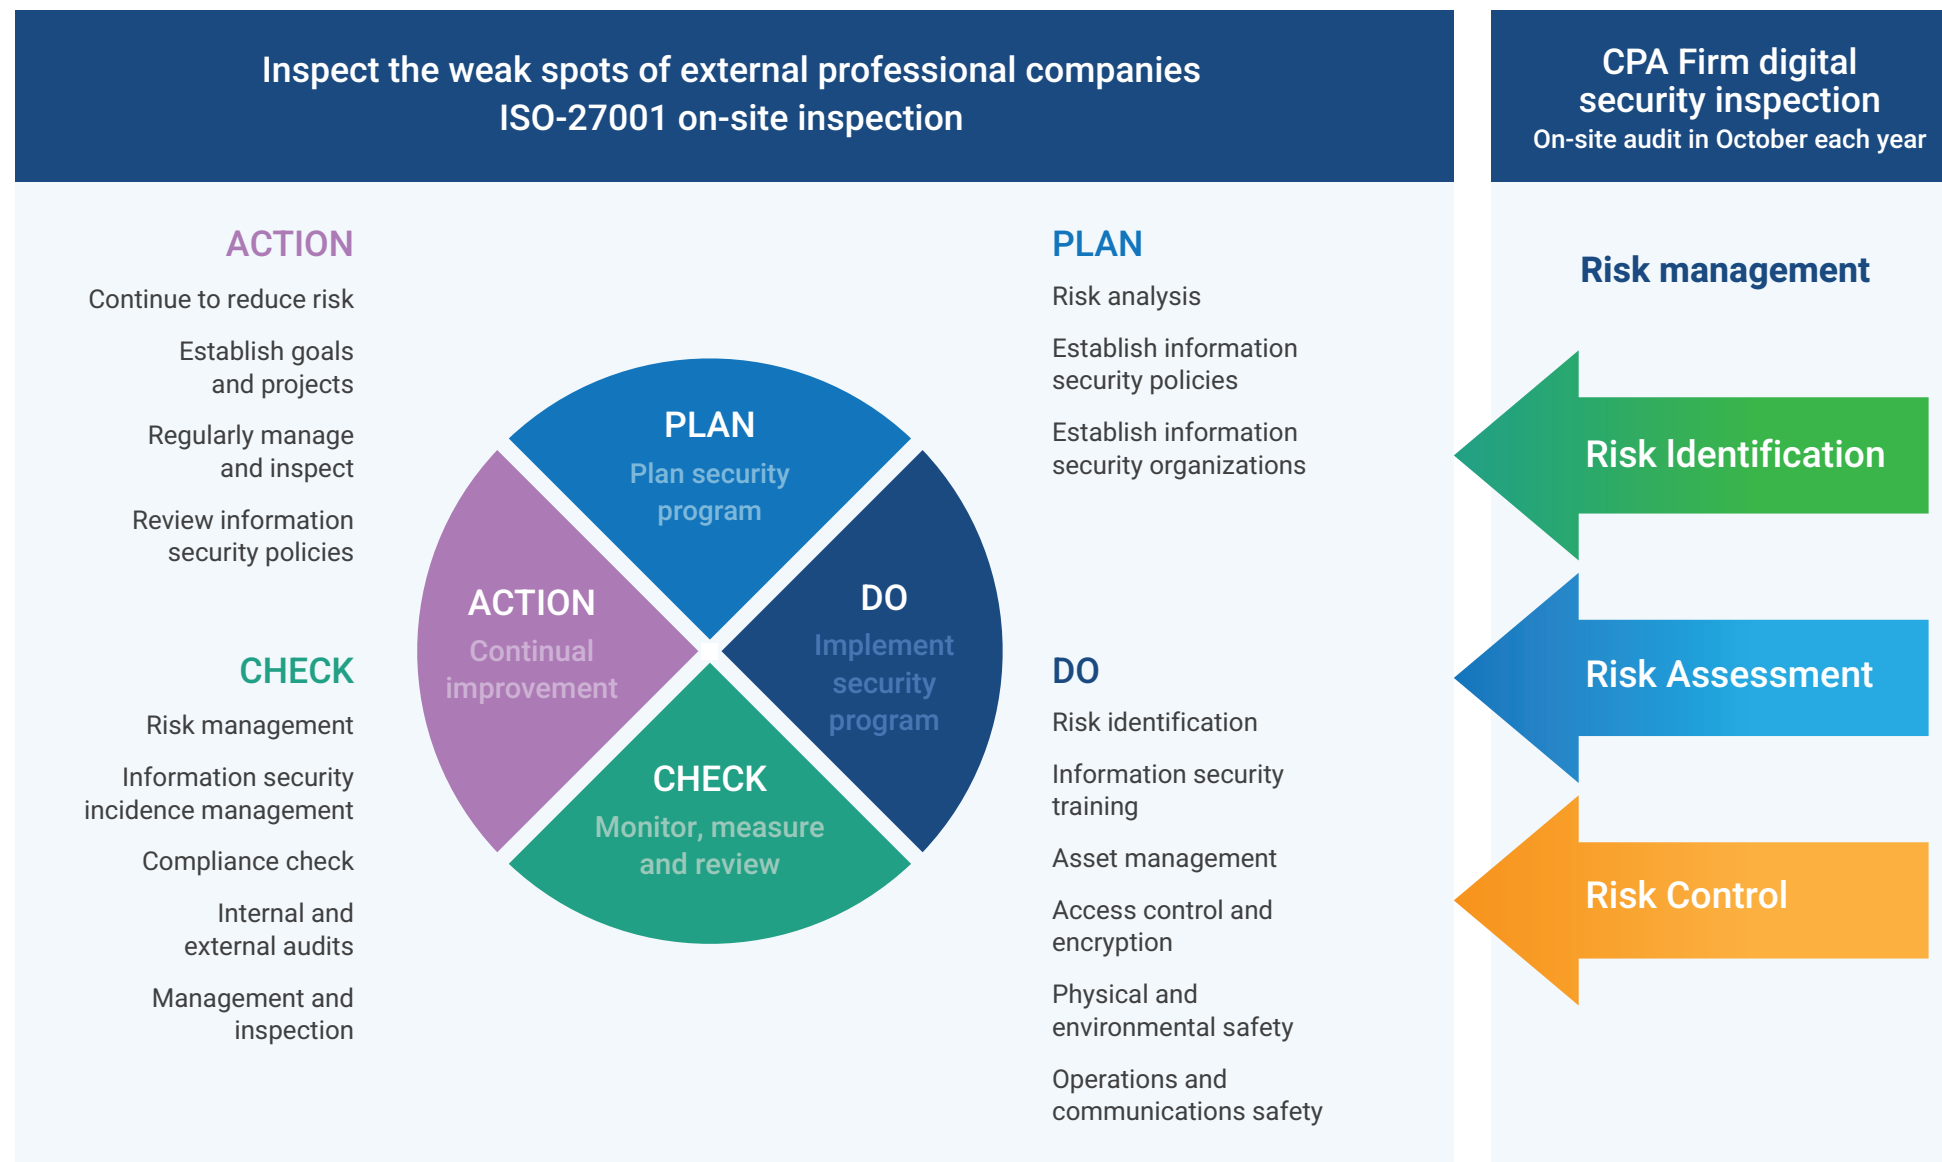 Inspect the weak spots of external professional companies
ISO-27001 on-site inspection
ACTION
Continue to reduce risk
Establish goals
and projects
Regularly manage
and inspect
Review information
security policies
CHECK
Risk management
Information security
incidence management
Compliance check
Internal and
external audits
Management and
inspection
PLAN
Plan security
program
DO
Implement
security
program
CHECK
Monitor, measure
and review
ACTION
Continual
improvement
PLAN
Risk analysis
Establish information
security policies
Establish information
security organizations
DO
Risk identification
Information security
training
Asset management
Access control and
encryption
Physical and
environmental safety
Operations and
communications safety
CPA Firm digital
security inspection
On-site audit in October each year
Risk management
Risk Identification
Risk Assessment
Risk Control